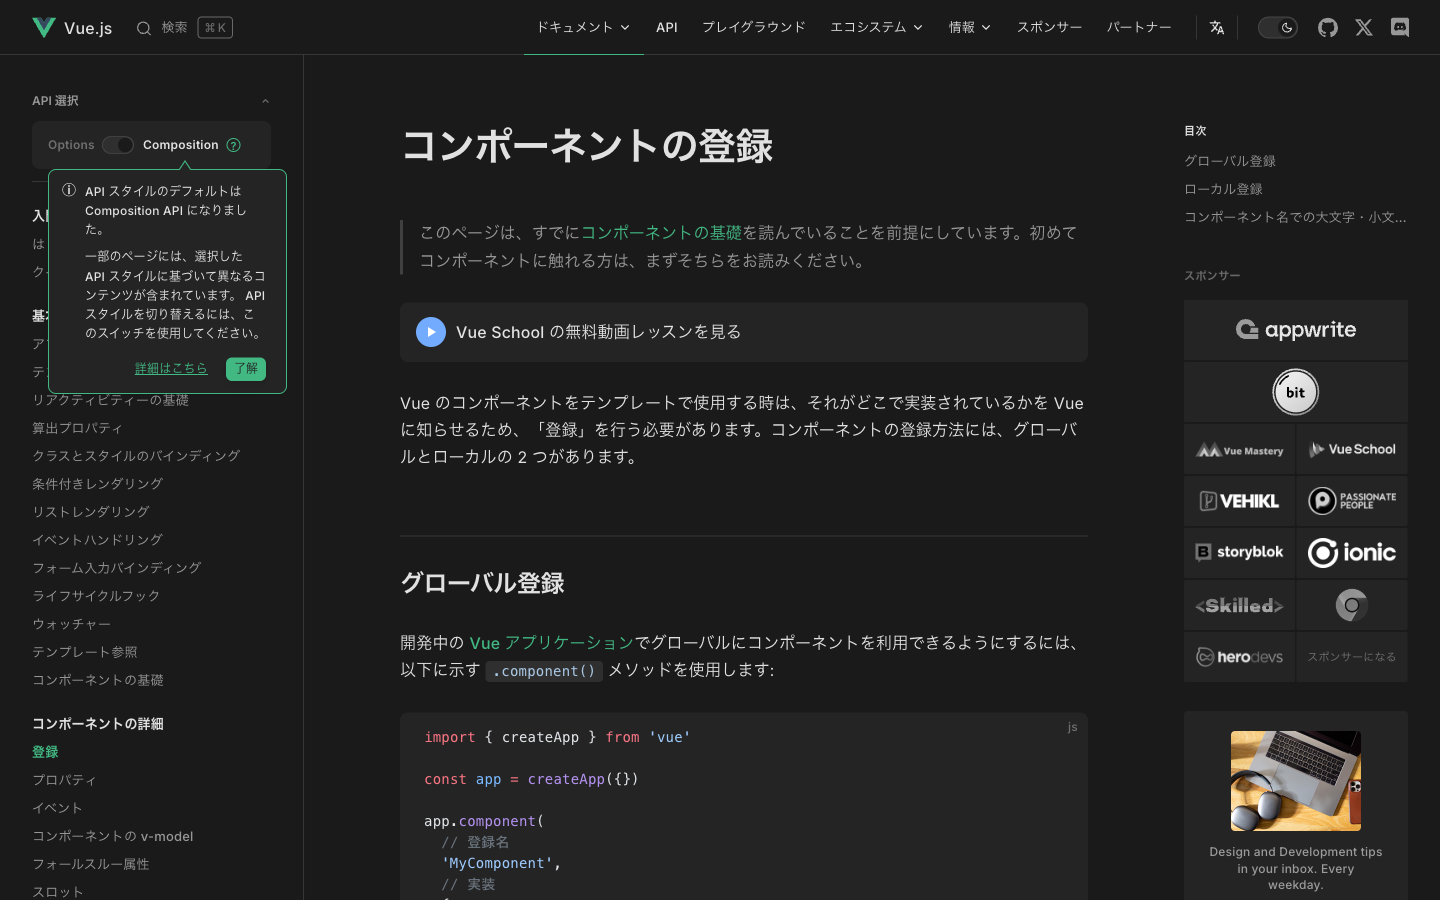 Vue.js
検索
⌘ K
ドキュメント
API
プレイグラウンド
エコシステム
情報
スポンサー
パートナー
API 選択
Options
Composition
?
API スタイルのデフォルトは
Composition API になりまし
た。
一部のページには、選択した
API スタイルに基づいて異なるコ
ンテンツが含まれています。 API
スタイルを切り替えるには、こ
のスイッチを使用してください。
詳細はこちら
了解
リアクティビティーの基礎
算出プロパティ
クラスとスタイルのバインディング
条件付きレンダリング
リストレンダリング
イベントハンドリング
フォーム入力バインディング
ライフサイクルフック
ウォッチャー
テンプレート参照
コンポーネントの基礎
コンポーネントの詳細
登録
プロパティ
イベント
コンポーネントの v-model
フォールスルー属性
スロット
コンポーネントの登録
このページは、すでにコンポーネントの基礎を読んでいることを前提にしています。初めて
コンポーネントに触れる方は、まずそちらをお読みください。
Vue School の無料動画レッスンを見る
Vue のコンポーネントをテンプレートで使用する時は、それがどこで実装されているかを Vue
に知らせるため、「登録」を行う必要があります。コンポーネントの登録方法には、グローバ
ルとローカルの 2 つがあります。
グローバル登録
開発中の Vue アプリケーションでグローバルにコンポーネントを利用できるようにするには、
以下に示す .component() メソッドを使用します:
js
import { createApp } from 'vue'
const app = createApp({})
app.component(
// 登録名
'MyComponent',
// 実装
目次
グローバル登録
ローカル登録
コンポーネント名での大文字・小文...
スポンサー
appwrite
bit
Vue Mastery
Vue School
VEHIKL
PASSIONATE
PEOPLE
storyblok
ionic
<Skilled>
herodevs
スポンサーになる
Design and Development tips
in your inbox. Every
weekday.